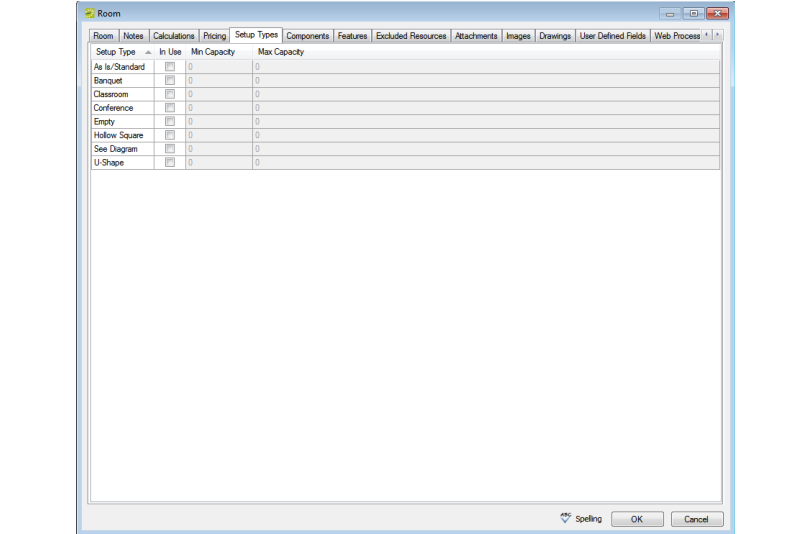 Room
Room Notes Calculations Pricing Setup Types Components Features Excluded Resources Attachments Images Drawings User Defined Fields Web Process
Setup Type In Use Min Capacity Max Capacity
As Is/Standard 0 0
Banquet 0 0
Classroom 0 0
Conference 0 0
Empty 0 0
Hollow Square 0 0
See Diagram 0 0
U-Shape 0 0
ABC Spelling OK Cancel